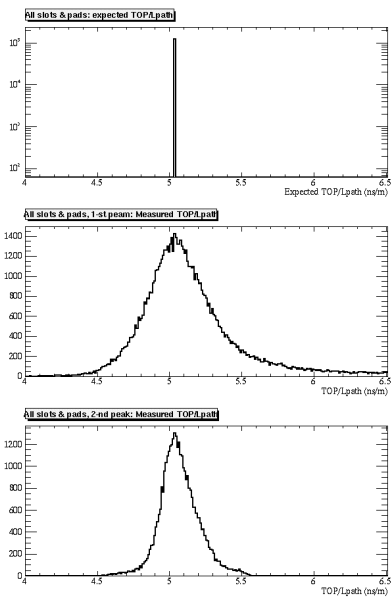 All slots & pads: expected TOP/Lpath
10⁵
10⁴
10³
10²
4 4.5 5 5.5 6 6.5
Expected TOP/Lpath (ns/m)
All slots & pads, 1-st peam: Measured TOP/Lpath
1400
1200
1000
800
600
400
200
0
4 4.5 5 5.5 6 6.5
TOP/Lpath (ns/m)
All slots & pads, 2-nd peak: Measured TOP/Lpath
1200
1000
800
600
400
200
0
4 4.5 5 5.5 6 6.5
TOP/Lpath (ns/m)